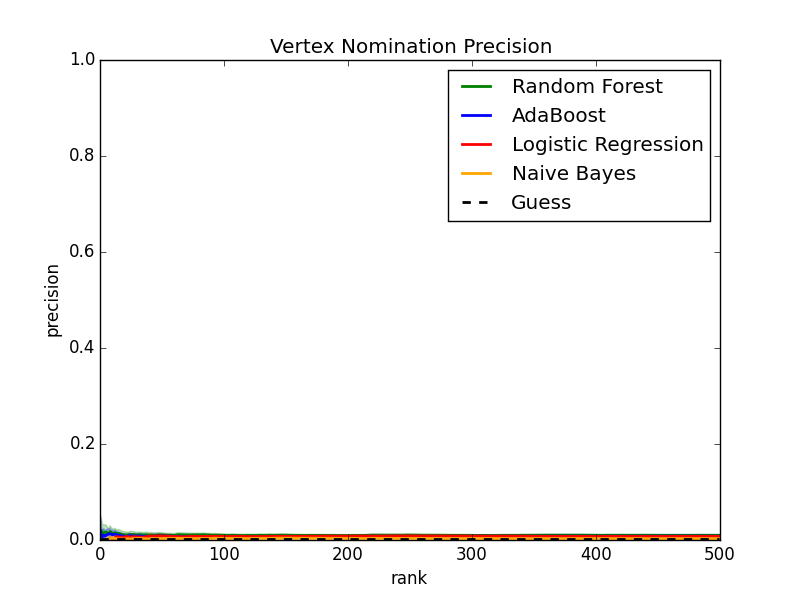 Vertex Nomination Precision
1.0
0.8
0.6
0.4
0.2
0.0
precision
Random Forest
AdaBoost
Logistic Regression
Naive Bayes
Guess
0 100 200 300 400 500
rank